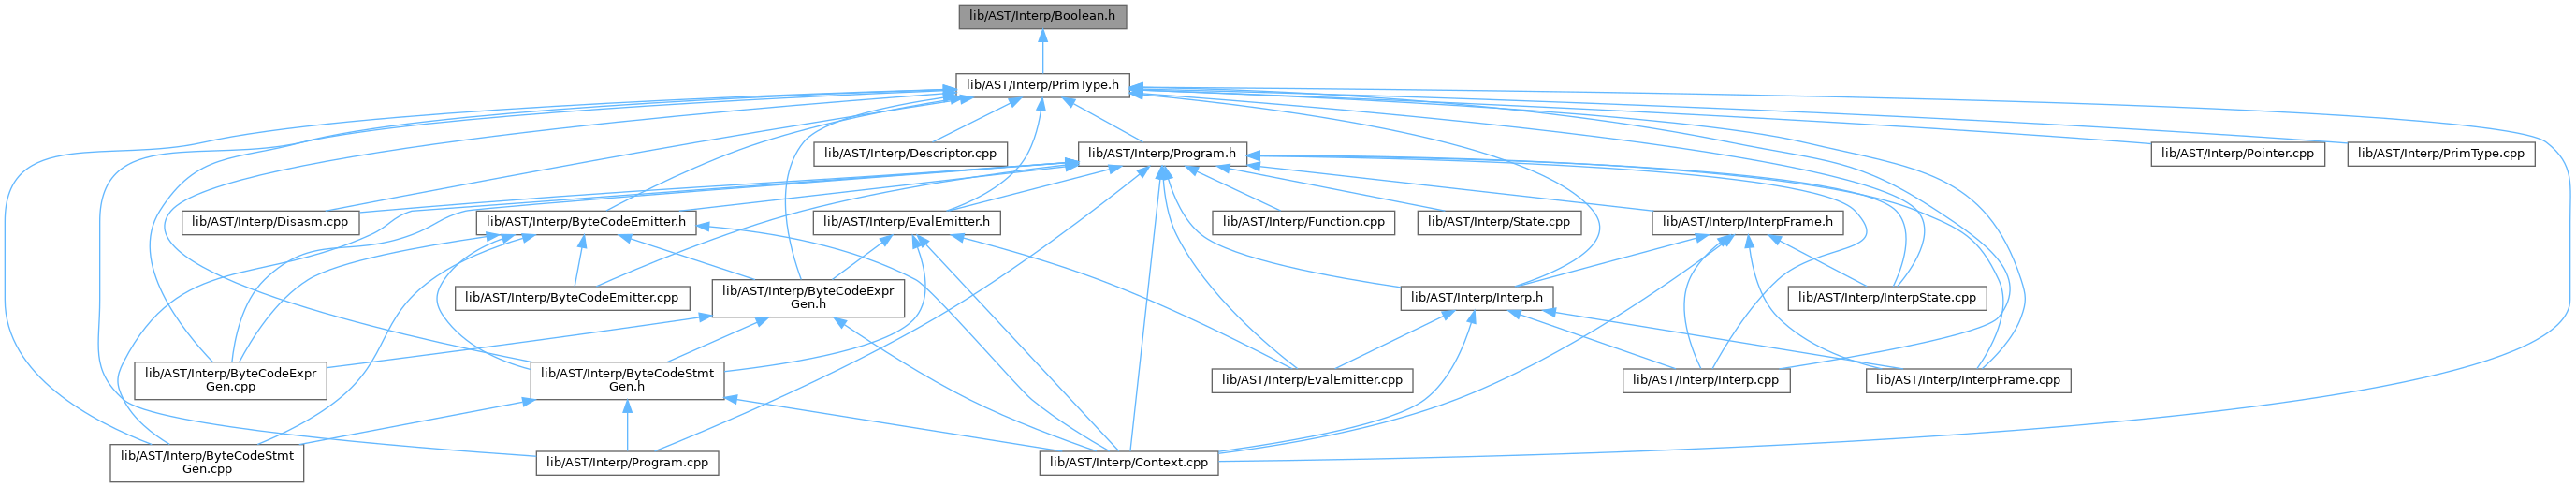 lib/AST/Interp/Boolean.h
lib/AST/Interp/PrimType.h
lib/AST/Interp/Descriptor.cpp
lib/AST/Interp/Program.h
lib/AST/Interp/Pointer.cpp
lib/AST/Interp/PrimType.cpp
lib/AST/Interp/Disasm.cpp
lib/AST/Interp/ByteCodeEmitter.h
lib/AST/Interp/EvalEmitter.h
lib/AST/Interp/Function.cpp
lib/AST/Interp/State.cpp
lib/AST/Interp/InterpFrame.h
lib/AST/Interp/ByteCodeEmitter.cpp
lib/AST/Interp/ByteCodeExpr
Gen.h
lib/AST/Interp/Interp.h
lib/AST/Interp/InterpState.cpp
lib/AST/Interp/ByteCodeExpr
Gen.cpp
lib/AST/Interp/ByteCodeStmt
Gen.h
lib/AST/Interp/EvalEmitter.cpp
lib/AST/Interp/Interp.cpp
lib/AST/Interp/InterpFrame.cpp
lib/AST/Interp/ByteCodeStmt
Gen.cpp
lib/AST/Interp/Program.cpp
lib/AST/Interp/Context.cpp